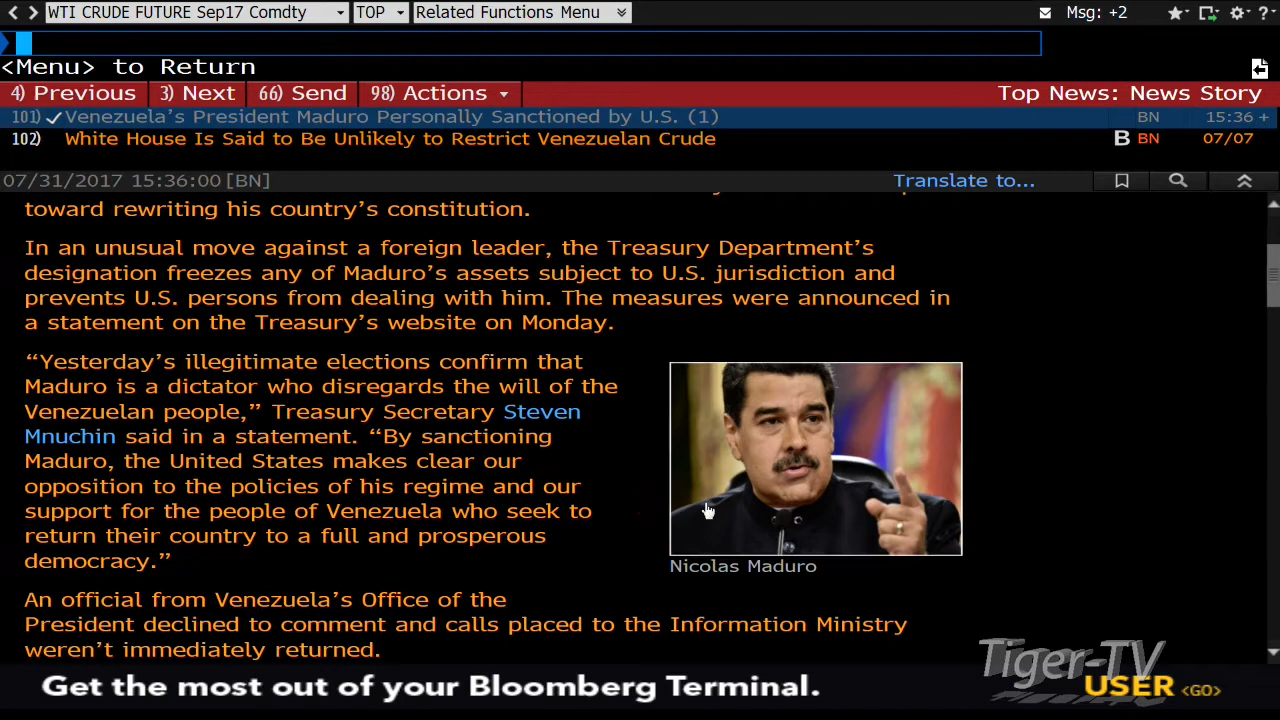 WTI CRUDE FUTURE Sep17 Comdty TOP Related Functions Menu Msg: +2 ?
<Menu> to Return
4) Previous 3) Next 66) Send 98) Actions Top News: News Story
101) Venezuela's President Maduro Personally Sanctioned by U.S. (1) BN 15:36 +
102) White House Is Said to Be Unlikely to Restrict Venezuelan Crude B BN 07/07
07/31/2017 15:36:00 [BN] Translate to...
toward rewriting his country's constitution.
In an unusual move against a foreign leader, the Treasury Department's
designation freezes any of Maduro's assets subject to U.S. jurisdiction and
prevents U.S. persons from dealing with him. The measures were announced in
a statement on the Treasury's website on Monday.
“Yesterday's illegitimate elections confirm that
Maduro is a dictator who disregards the will of the
Venezuelan people,” Treasury Secretary Steven
Mnuchin said in a statement. “By sanctioning
Maduro, the United States makes clear our
opposition to the policies of his regime and our
support for the people of Venezuela who seek to
return their country to a full and prosperous
democracy.”
Nicolas Maduro
An official from Venezuela's Office of the
President declined to comment and calls placed to the Information Ministry
weren't immediately returned.
Tiger-TV
Get the most out of your Bloomberg Terminal. USER <GO>